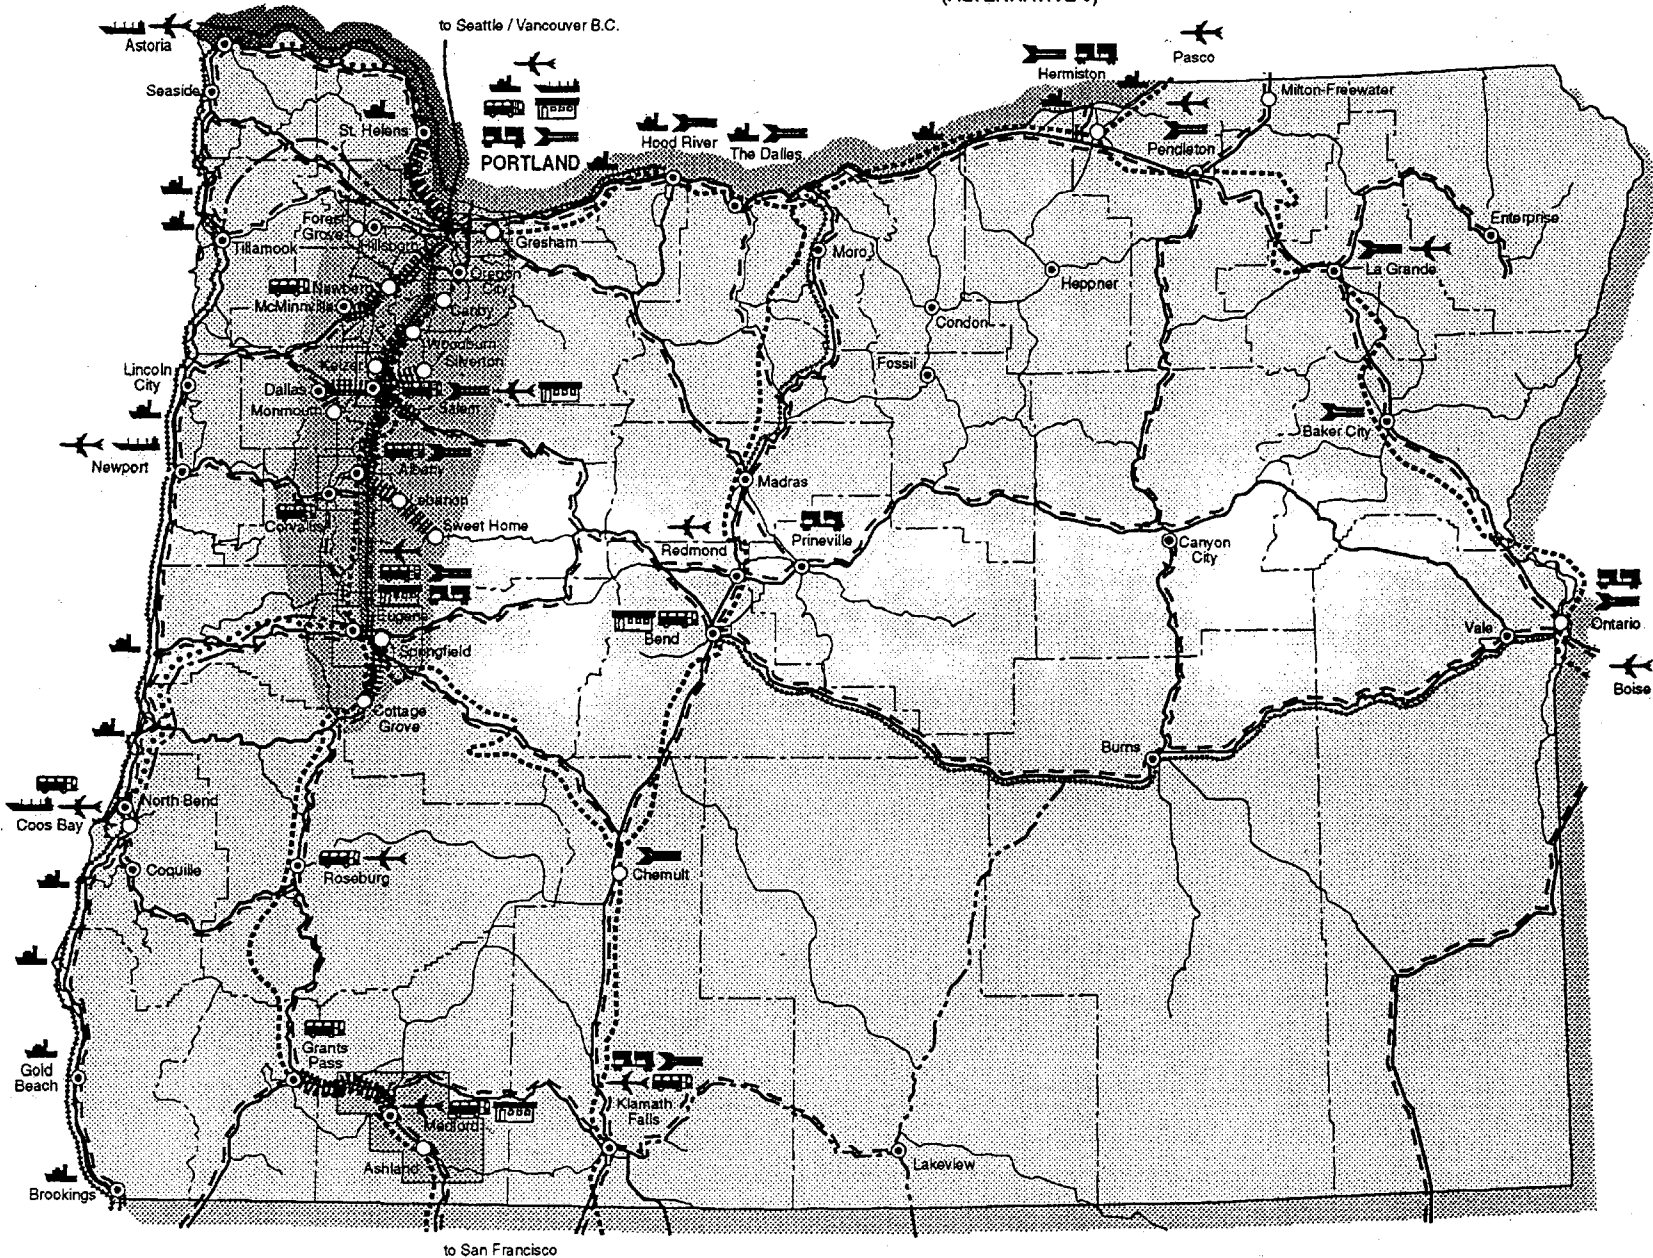 to Seattle / Vancouver B.C.
Astoria
Pasco
Hermiston
Seaside
Milton-Freewater
St. Helens
PORTLAND
Hood River
The Dalles
Pendleton
Forest
Grove
Hillsboro
Tillamook
Gresham
Moro
Enterprise
La Grande
Oregon
City
Heppner
Newberg
McMinnville
Canby
Condon
Woodburn
Silverton
Keizer
Fossil
Lincoln
City
Dallas
Monmouth
Salem
Baker City
Newport
Albany
Madras
Lebanon
Corvallis
Sweet Home
Redmond
Prineville
Canyon
City
Bend
Vale
Ontario
Springfield
Boise
Cottage
Grove
Burns
North Bend
Coos Bay
Coquille
Roseburg
Chemult
Grants
Pass
Gold
Beach
Klamath
Falls
Medford
Ashland
Lakeview
Brookings
to San Francisco